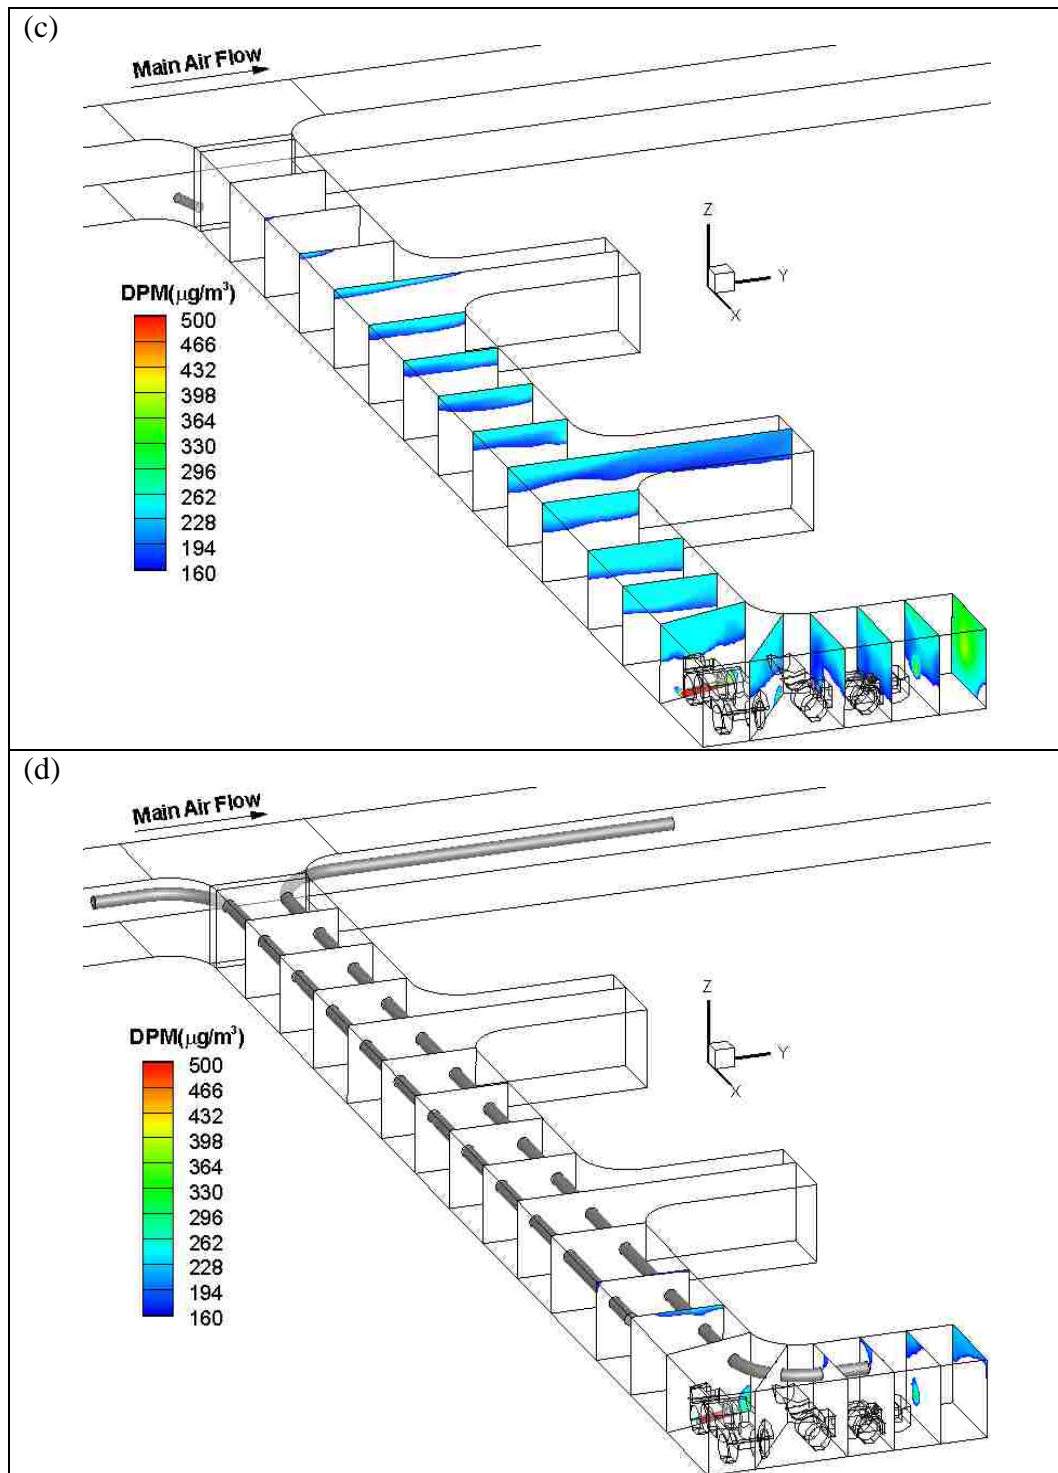 (c)
Main Air Flow
Z
Y
X
DPM(μg/m³)
500
466
432
398
364
330
296
262
228
194
160
(d)
Main Air Flow
Z
Y
X
DPM(μg/m³)
500
466
432
398
364
330
296
262
228
194
160